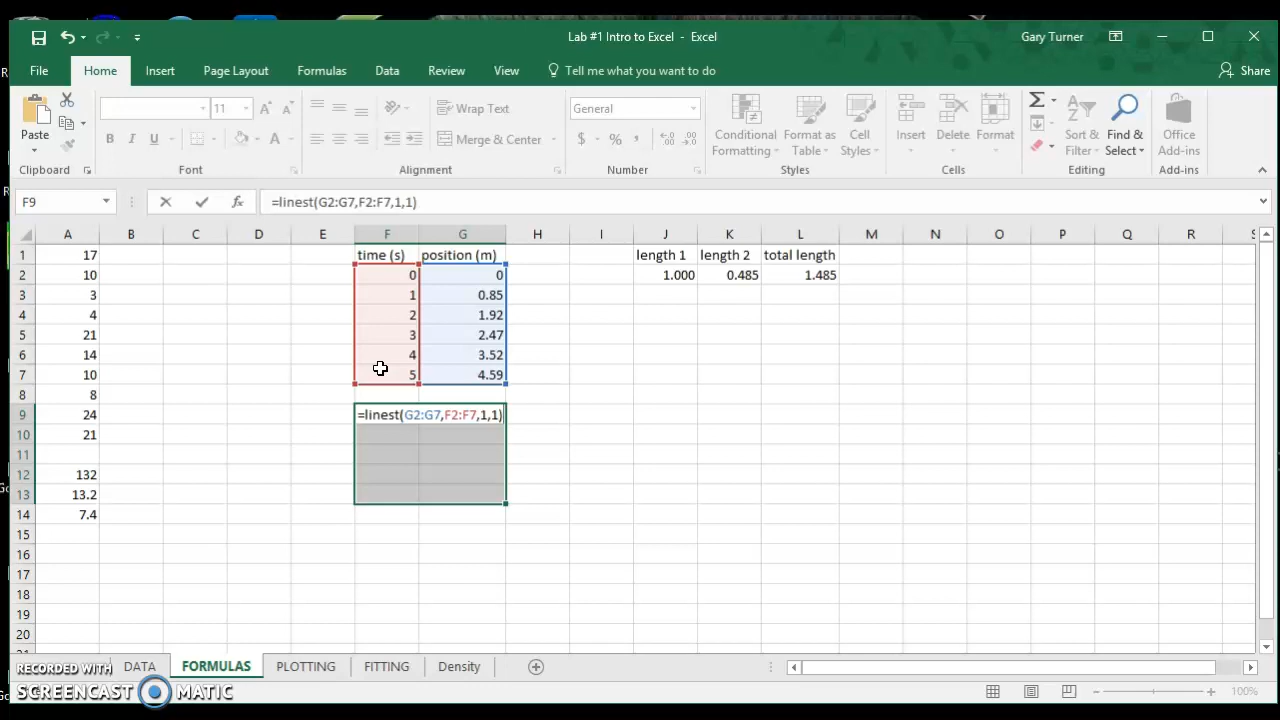 Lab #1 Intro to Excel - Excel
Gary Turner
File Home Insert Page Layout Formulas Data Review View Tell me what you want to do Share
Paste
11
Wrap Text
Merge & Center
General
$ %
Conditional Formatting
Format as Table
Cell Styles
Insert Delete Format
Sort & Filter
Find & Select
Office Add-ins
Clipboard Font Alignment Number Styles Cells Editing Add-ins
F9 fx =linest(G2:G7,F2:F7,1,1)
A B C D E F G H I J K L M N O P Q R S
1 17 time (s) position (m) length 1 length 2 total length
2 10 0 0 1.000 0.485 1.485
3 3 1 0.85
4 4 2 1.92
5 21 3 2.47
6 14 4 3.52
7 10 5 4.59
8 8
9 24 =linest(G2:G7,F2:F7,1,1)
10 21
11
12 132
13 13.2
14 7.4
15
16
17
18
19
20
DATA FORMULAS PLOTTING FITTING Density
RECORDED WITH
SCREENCAST MATIC
100%